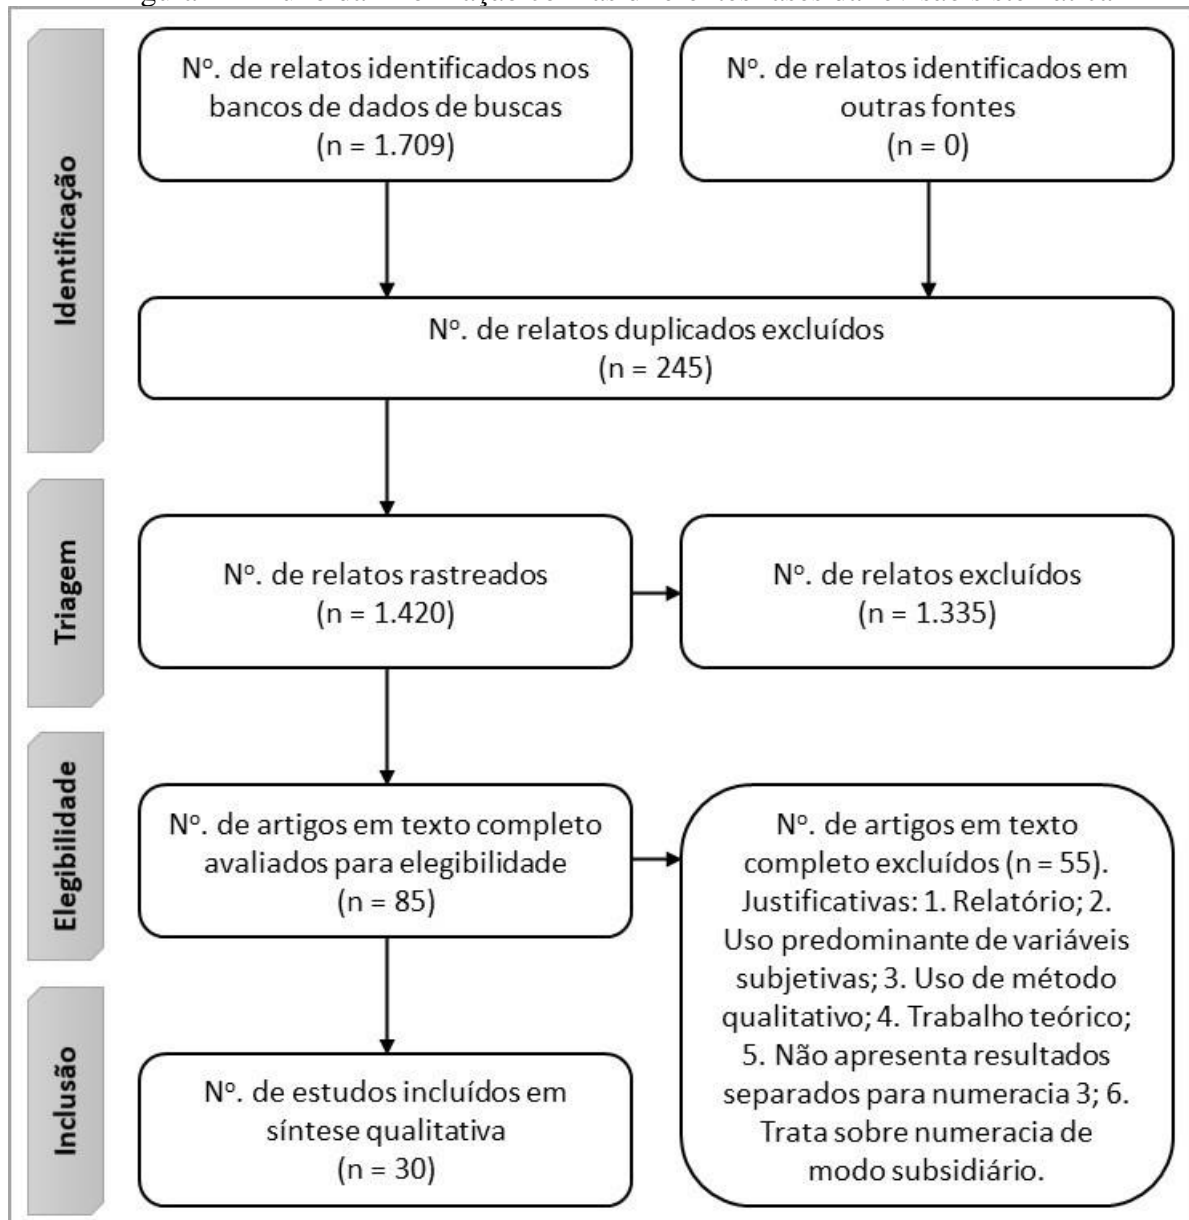 Identificação
Nº. de relatos identificados nos
bancos de dados de buscas
(n = 1.709)
Nº. de relatos identificados em
outras fontes
(n = 0)
Nº. de relatos duplicados excluídos
(n = 245)
Triagem
Nº. de relatos rastreados
(n = 1.420)
Nº. de relatos excluídos
(n = 1.335)
Elegibilidade
Nº. de artigos em texto completo
avaliados para elegibilidade
(n = 85)
Nº. de artigos em texto
completo excluídos (n = 55).
Justificativas: 1. Relatório; 2.
Uso predominante de variáveis
subjetivas; 3. Uso de método
qualitativo; 4. Trabalho teórico;
5. Não apresenta resultados
separados para numeracia 3; 6.
Trata sobre numeracia de
modo subsidiário.
Inclusão
Nº. de estudos incluídos em
síntese qualitativa
(n = 30)